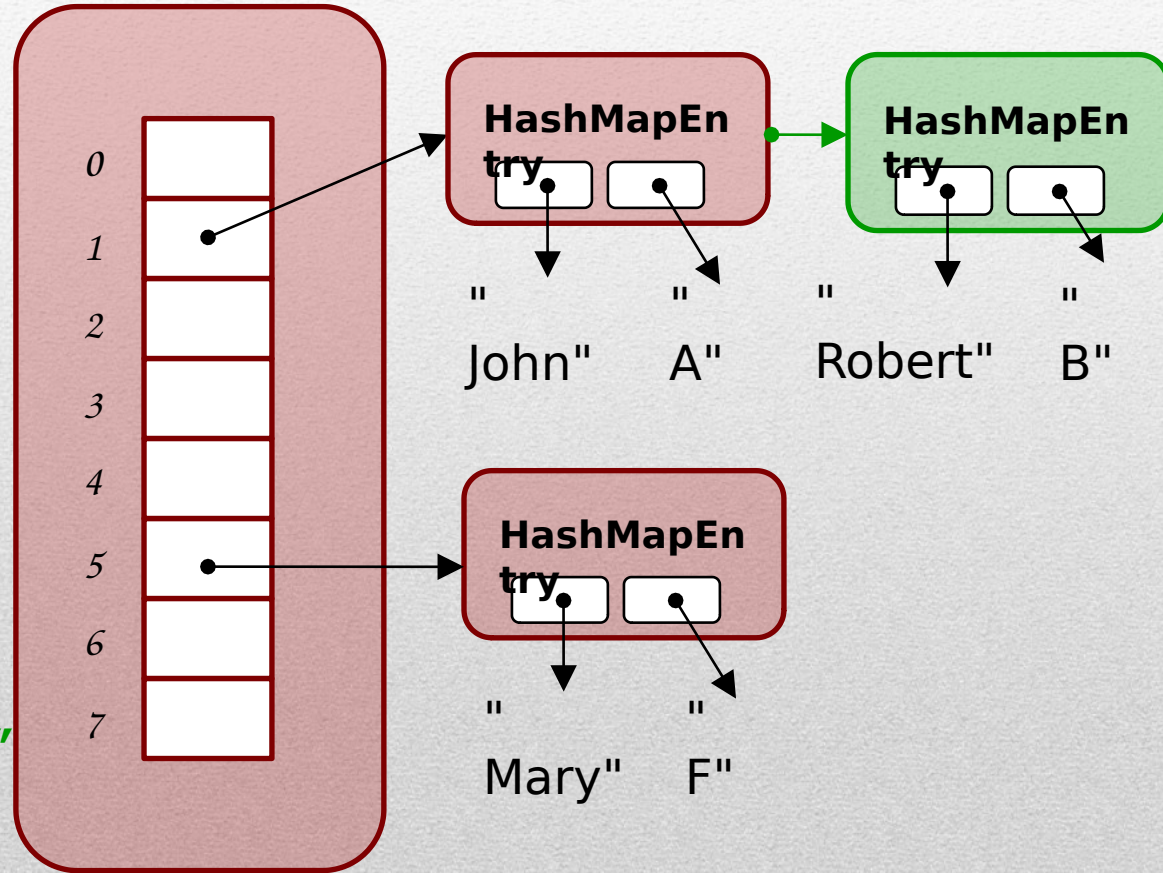 0
1
2
3
4
5
6
7
",
HashMapEn
try
"
John"
"
A"
HashMapEn
try
"
Robert"
"
B"
HashMapEn
try
"
Mary"
"
F"